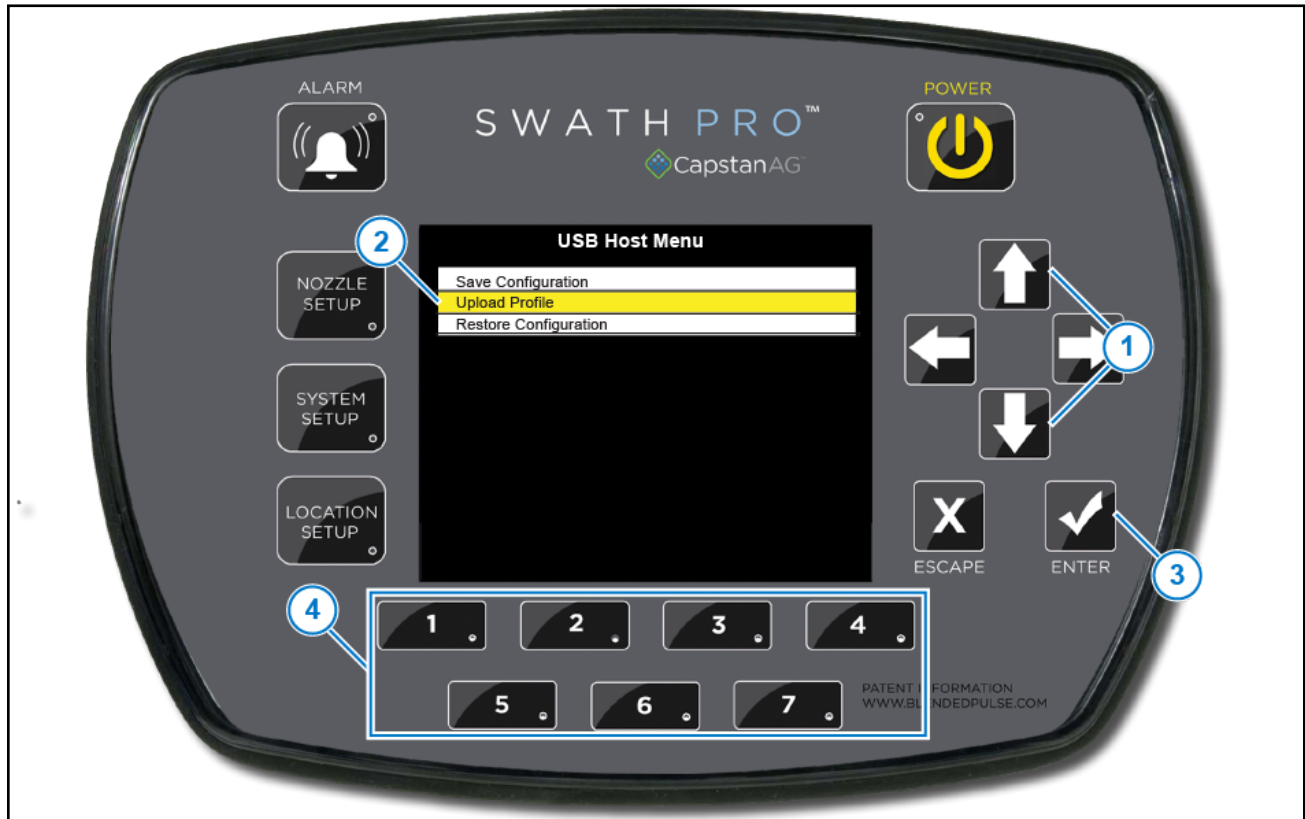 ALARM
SWATH PRO™
CapstanAG™
POWER
2
USB Host Menu
Save Configuration
Upload Profile
Restore Configuration
NOZZLE
SETUP
SYSTEM
SETUP
LOCATION
SETUP
1
X
ESCAPE
ENTER
3
4
1
2
3
4
5
6
7
PATENT INFORMATION
WWW.BLENDEDPULSE.COM